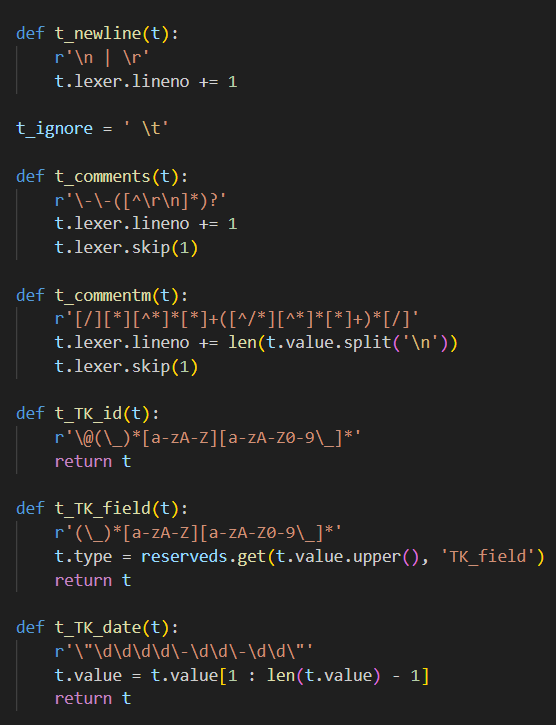 def t_newline(t):
    r'\n | \r'
    t.lexer.lineno += 1
t_ignore = ' \t'
def t_comments(t):
    r'\-\-([^\r\n]*)?'
    t.lexer.lineno += 1
    t.lexer.skip(1)
def t_commentm(t):
    r'[/][*][^*]*[*]+([^/*][^*]*[*]+)*[/]'
    t.lexer.lineno += len(t.value.split('\n'))
    t.lexer.skip(1)
def t_TK_id(t):
    r'\@(\_)*[a-zA-Z][a-zA-Z0-9\_]*'
    return t
def t_TK_field(t):
    r'(\_)*[a-zA-Z][a-zA-Z0-9\_]*'
    t.type = reserveds.get(t.value.upper(), 'TK_field')
    return t
def t_TK_date(t):
    r'\"\d\d\d\d\-\d\d\-\d\d\"'
    t.value = t.value[1 : len(t.value) - 1]
    return t